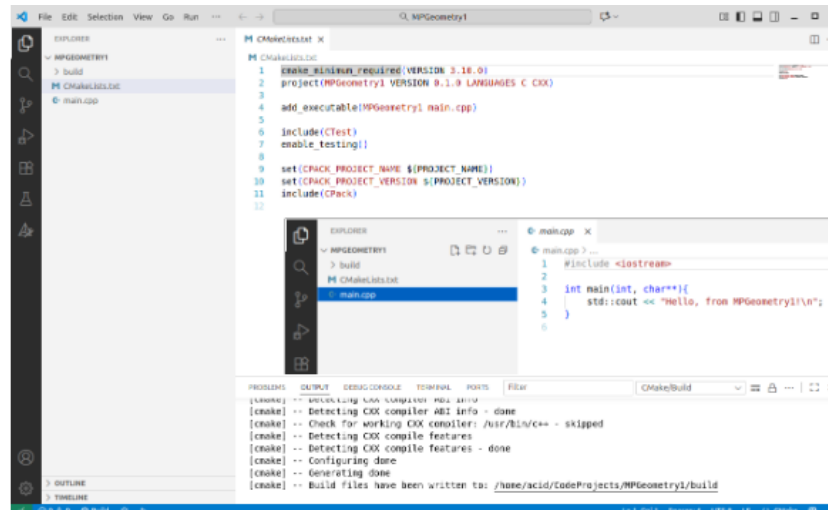 File Edit Selection View Go Run ···
MPGeometry1
EXPLORER ···
MPGEOMETRY1
build
CMakeLists.txt
main.cpp
OUTLINE
TIMELINE
CMakeLists.txt
CMakeLists.txt
1 cmake_minimum_required(VERSION 3.10.0)
2 project(MPGeometry1 VERSION 0.1.0 LANGUAGES C CXX)
3
4 add_executable(MPGeometry1 main.cpp)
5
6 include(CTest)
7 enable_testing()
8
9 set(CPACK_PROJECT_NAME ${PROJECT_NAME})
10 set(CPACK_PROJECT_VERSION ${PROJECT_VERSION})
11 include(CPack)
12
EXPLORER ···
MPGEOMETRY1
build
CMakeLists.txt
main.cpp
main.cpp
main.cpp > ...
1 #include <iostream>
2
3 int main(int, char**){
4 std::cout << "Hello, from MPGeometry1!\n";
5 }
6
PROBLEMS OUTPUT DEBUG CONSOLE TERMINAL PORTS Filter CMake/Build
[cmake] -- Detecting CXX compiler ABI info
[cmake] -- Detecting CXX compiler ABI info - done
[cmake] -- Check for working CXX compiler: /usr/bin/c++ - skipped
[cmake] -- Detecting CXX compile features
[cmake] -- Detecting CXX compile features - done
[cmake] -- Configuring done
[cmake] -- Generating done
[cmake] -- Build files have been written to: /home/acid/CodeProjects/MPGeometry1/build